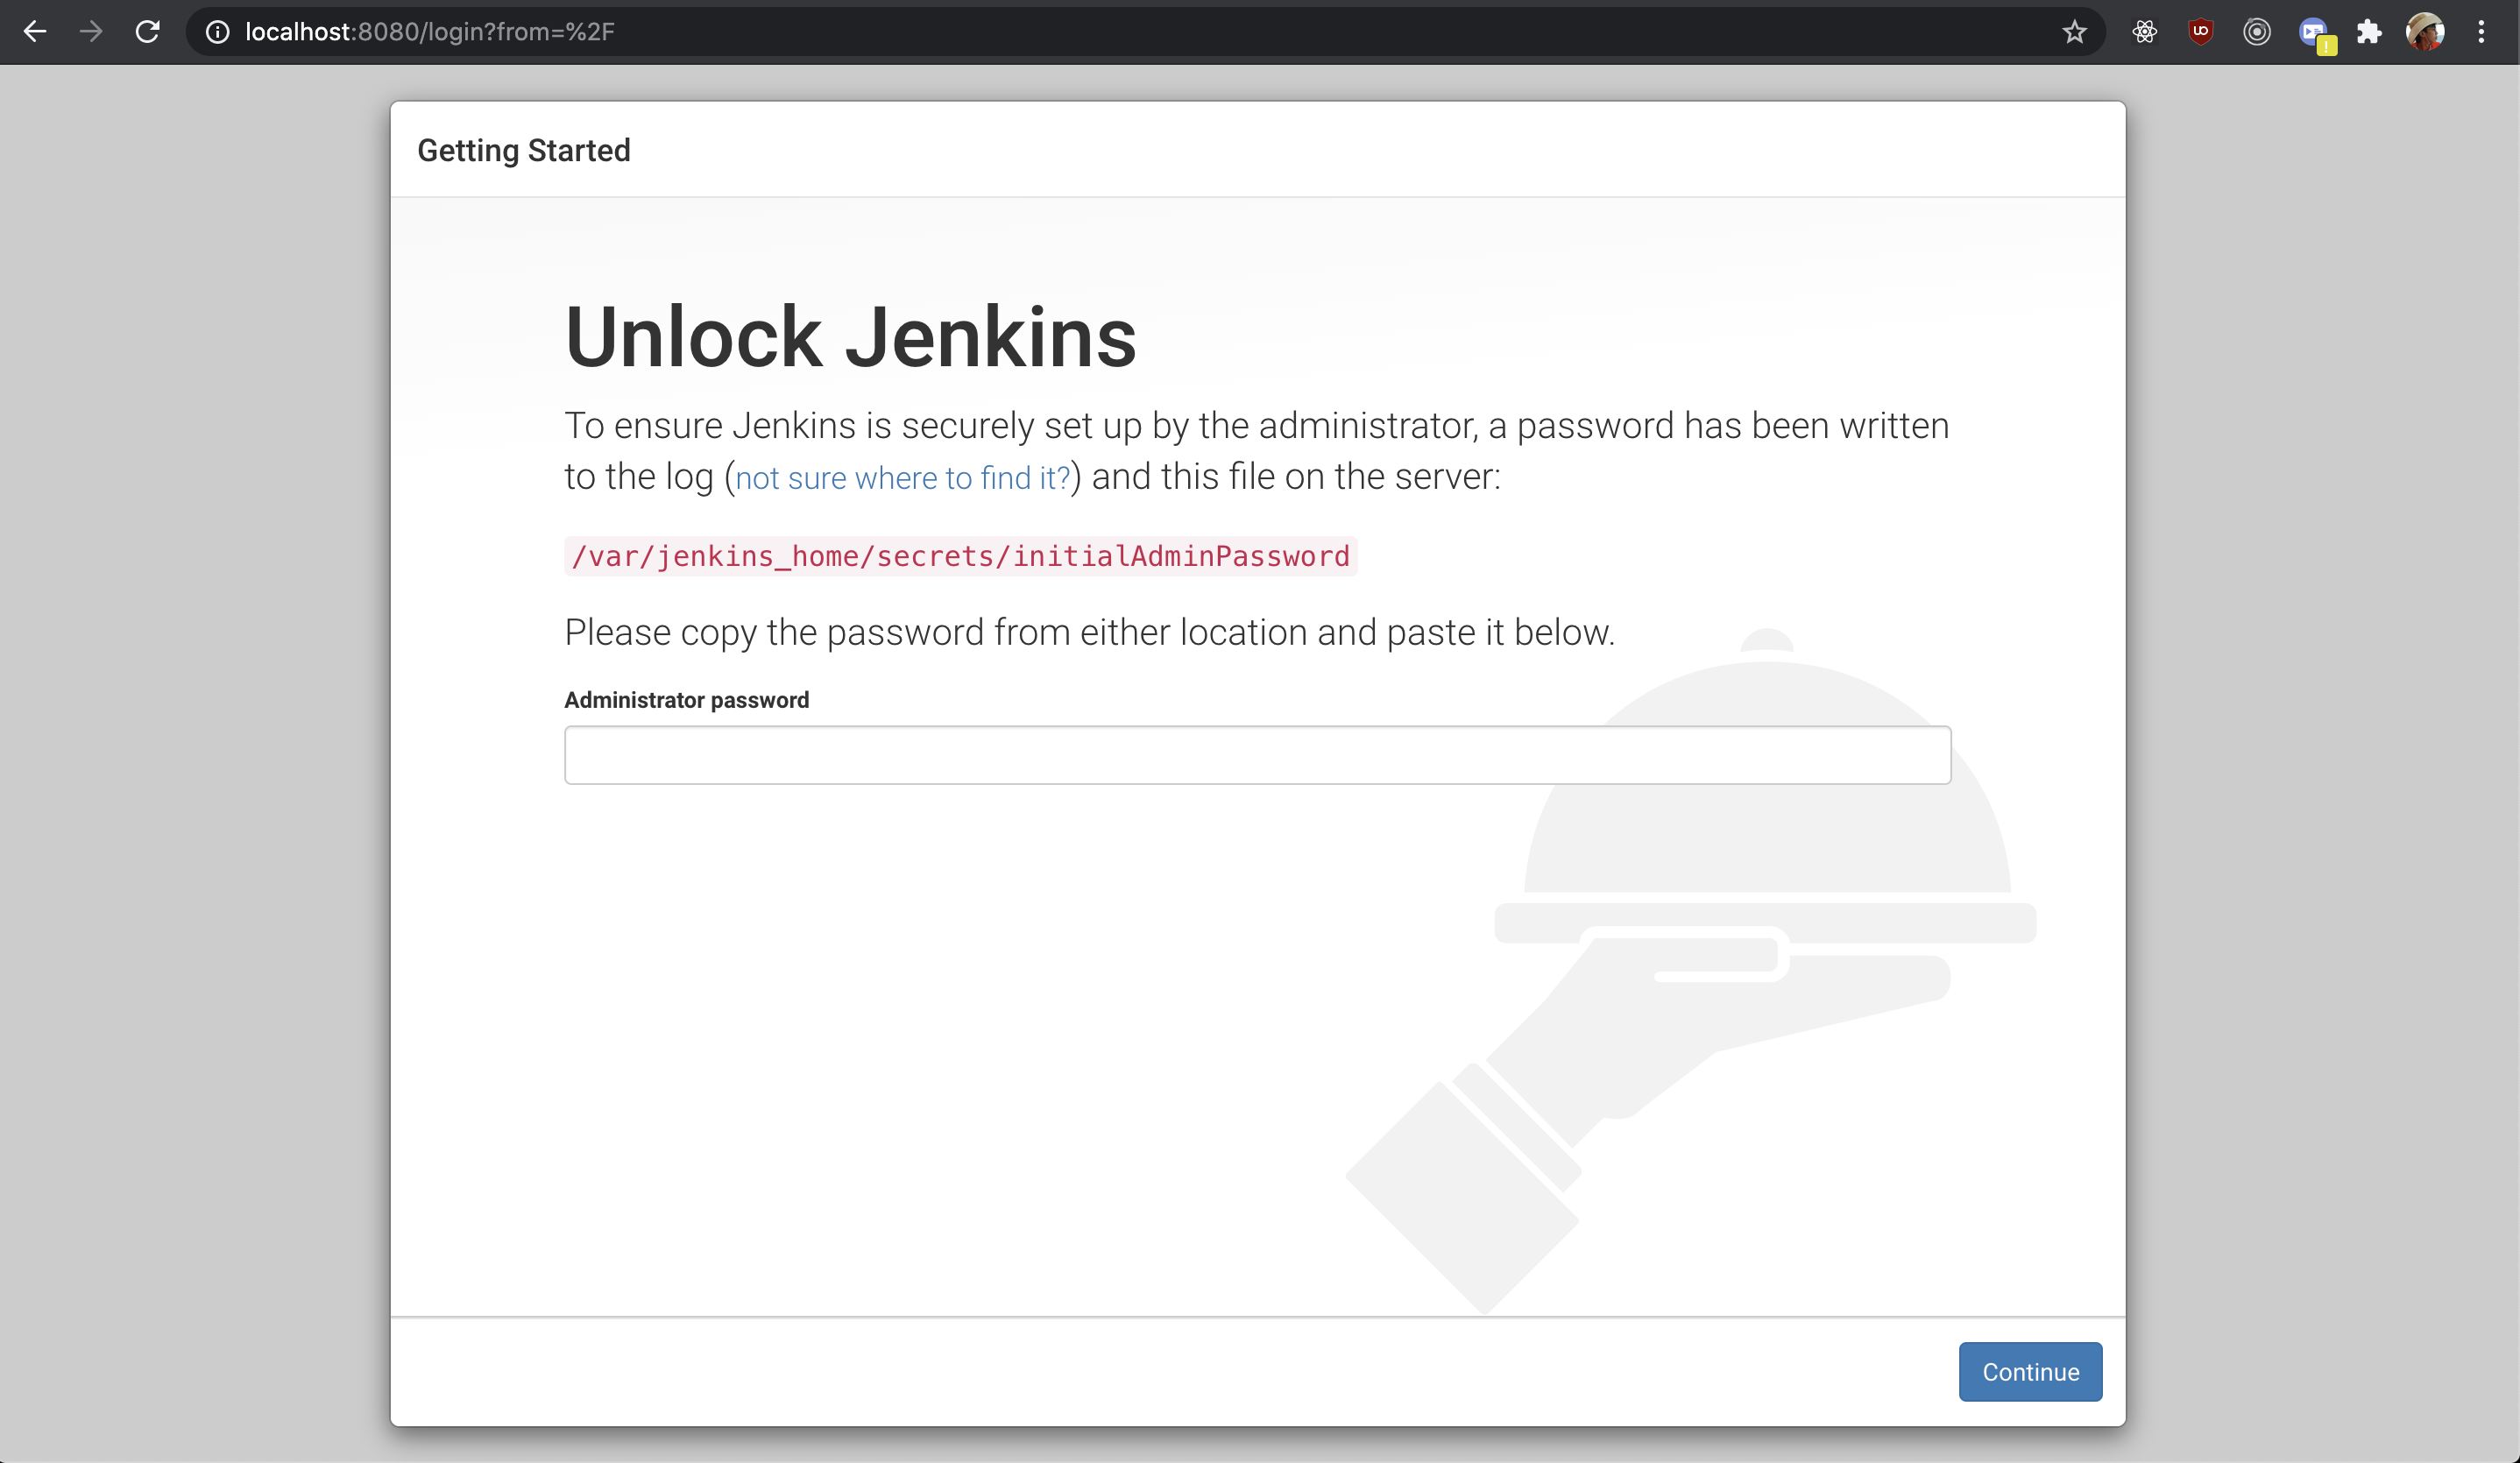 localhost:8080/login?from=%2F
Getting Started
Unlock Jenkins
To ensure Jenkins is securely set up by the administrator, a password has been written
to the log (not sure where to find it?) and this file on the server:
/var/jenkins_home/secrets/initialAdminPassword
Please copy the password from either location and paste it below.
Administrator password
Continue